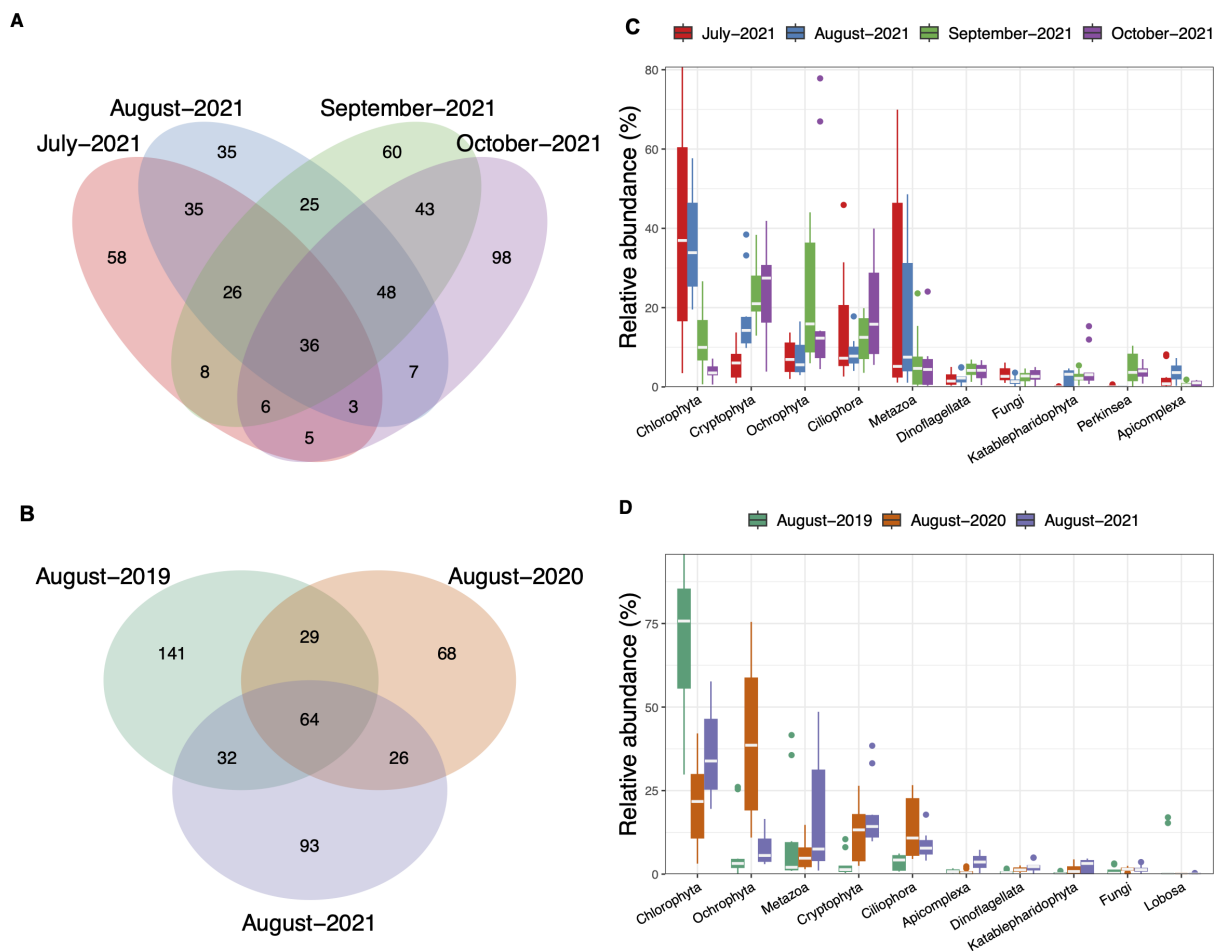 A
August−2021
September−2021
July−2021
October−2021
35
60
35
25
43
58
98
26
48
36
8
7
6
3
5
B
August−2019
August−2020
29
141
68
64
32
26
93
August−2021
C
July−2021
August−2021
September−2021
October−2021
Relative abundance (%)
80
60
40
20
0
Chlorophyta
Cryptophyta
Ochrophyta
Ciliophora
Metazoa
Dinoflagellata
Fungi
Katablepharidophyta
Perkinsea
Apicomplexa
D
August−2019
August−2020
August−2021
Relative abundance (%)
75
50
25
0
Chlorophyta
Ochrophyta
Metazoa
Cryptophyta
Ciliophora
Apicomplexa
Dinoflagellata
Katablepharidophyta
Fungi
Lobosa